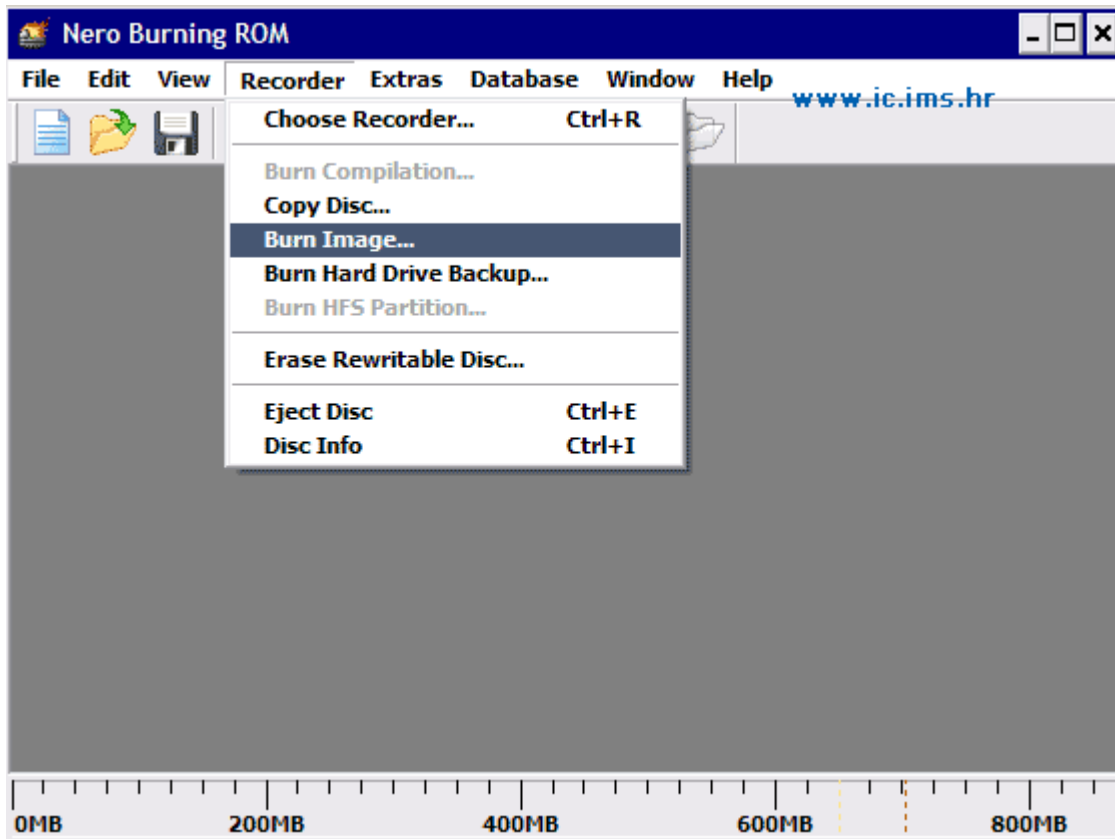 Nero Burning ROM
File Edit View Recorder Extras Database Window Help
www.ic.ims.hr
Choose Recorder... Ctrl+R
Burn Compilation...
Copy Disc...
Burn Image...
Burn Hard Drive Backup...
Burn HFS Partition...
Erase Rewritable Disc...
Eject Disc Ctrl+E
Disc Info Ctrl+I
0MB 200MB 400MB 600MB 800MB